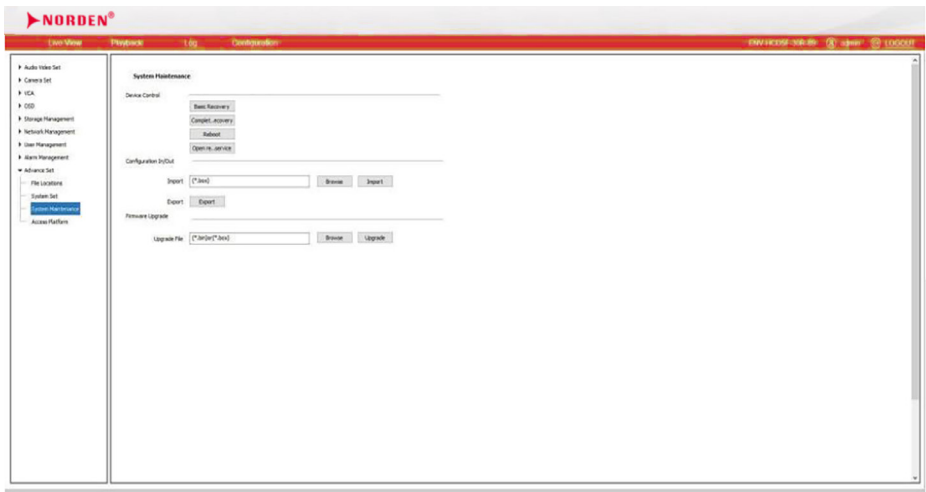 NORDEN®
Live View Playback Log Configuration admin LOGOUT
Audio Video Set
Camera Set
VCA
OSD
Storage Management
Network Management
User Management
Alarm Management
Advance Set
File Locations
System Set
System Maintenance
Access Platform
System Maintenance
Device Control
Basic Recovery
Complet..ecovery
Reboot
Open re..service
Configuration In/Out
Import (*.box) Browse Import
Export Export
Firmware Upgrade
Upgrade File (*.bin)or(*.box) Browse Upgrade